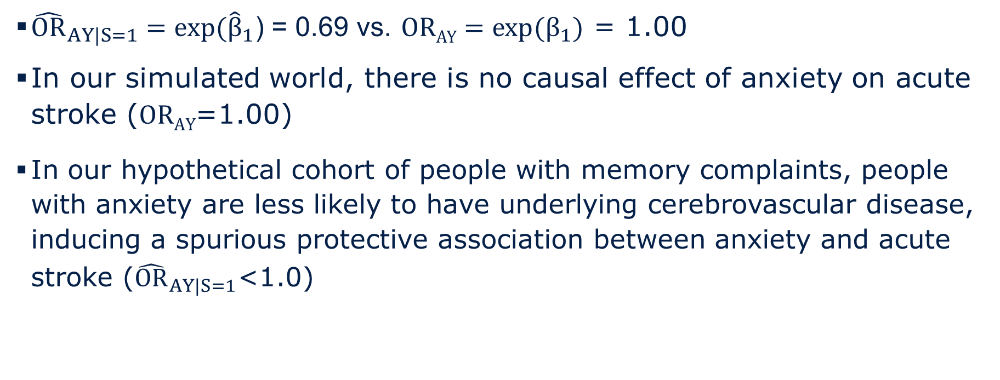 ▪ÔR_AY|S=1 = exp(β̂₁) = 0.69 vs. OR_AY = exp(β₁) = 1.00
▪In our simulated world, there is no causal effect of anxiety on acute
stroke (OR_AY=1.00)
▪In our hypothetical cohort of people with memory complaints, people
with anxiety are less likely to have underlying cerebrovascular disease,
inducing a spurious protective association between anxiety and acute
stroke (ÔR_AY|S=1<1.0)